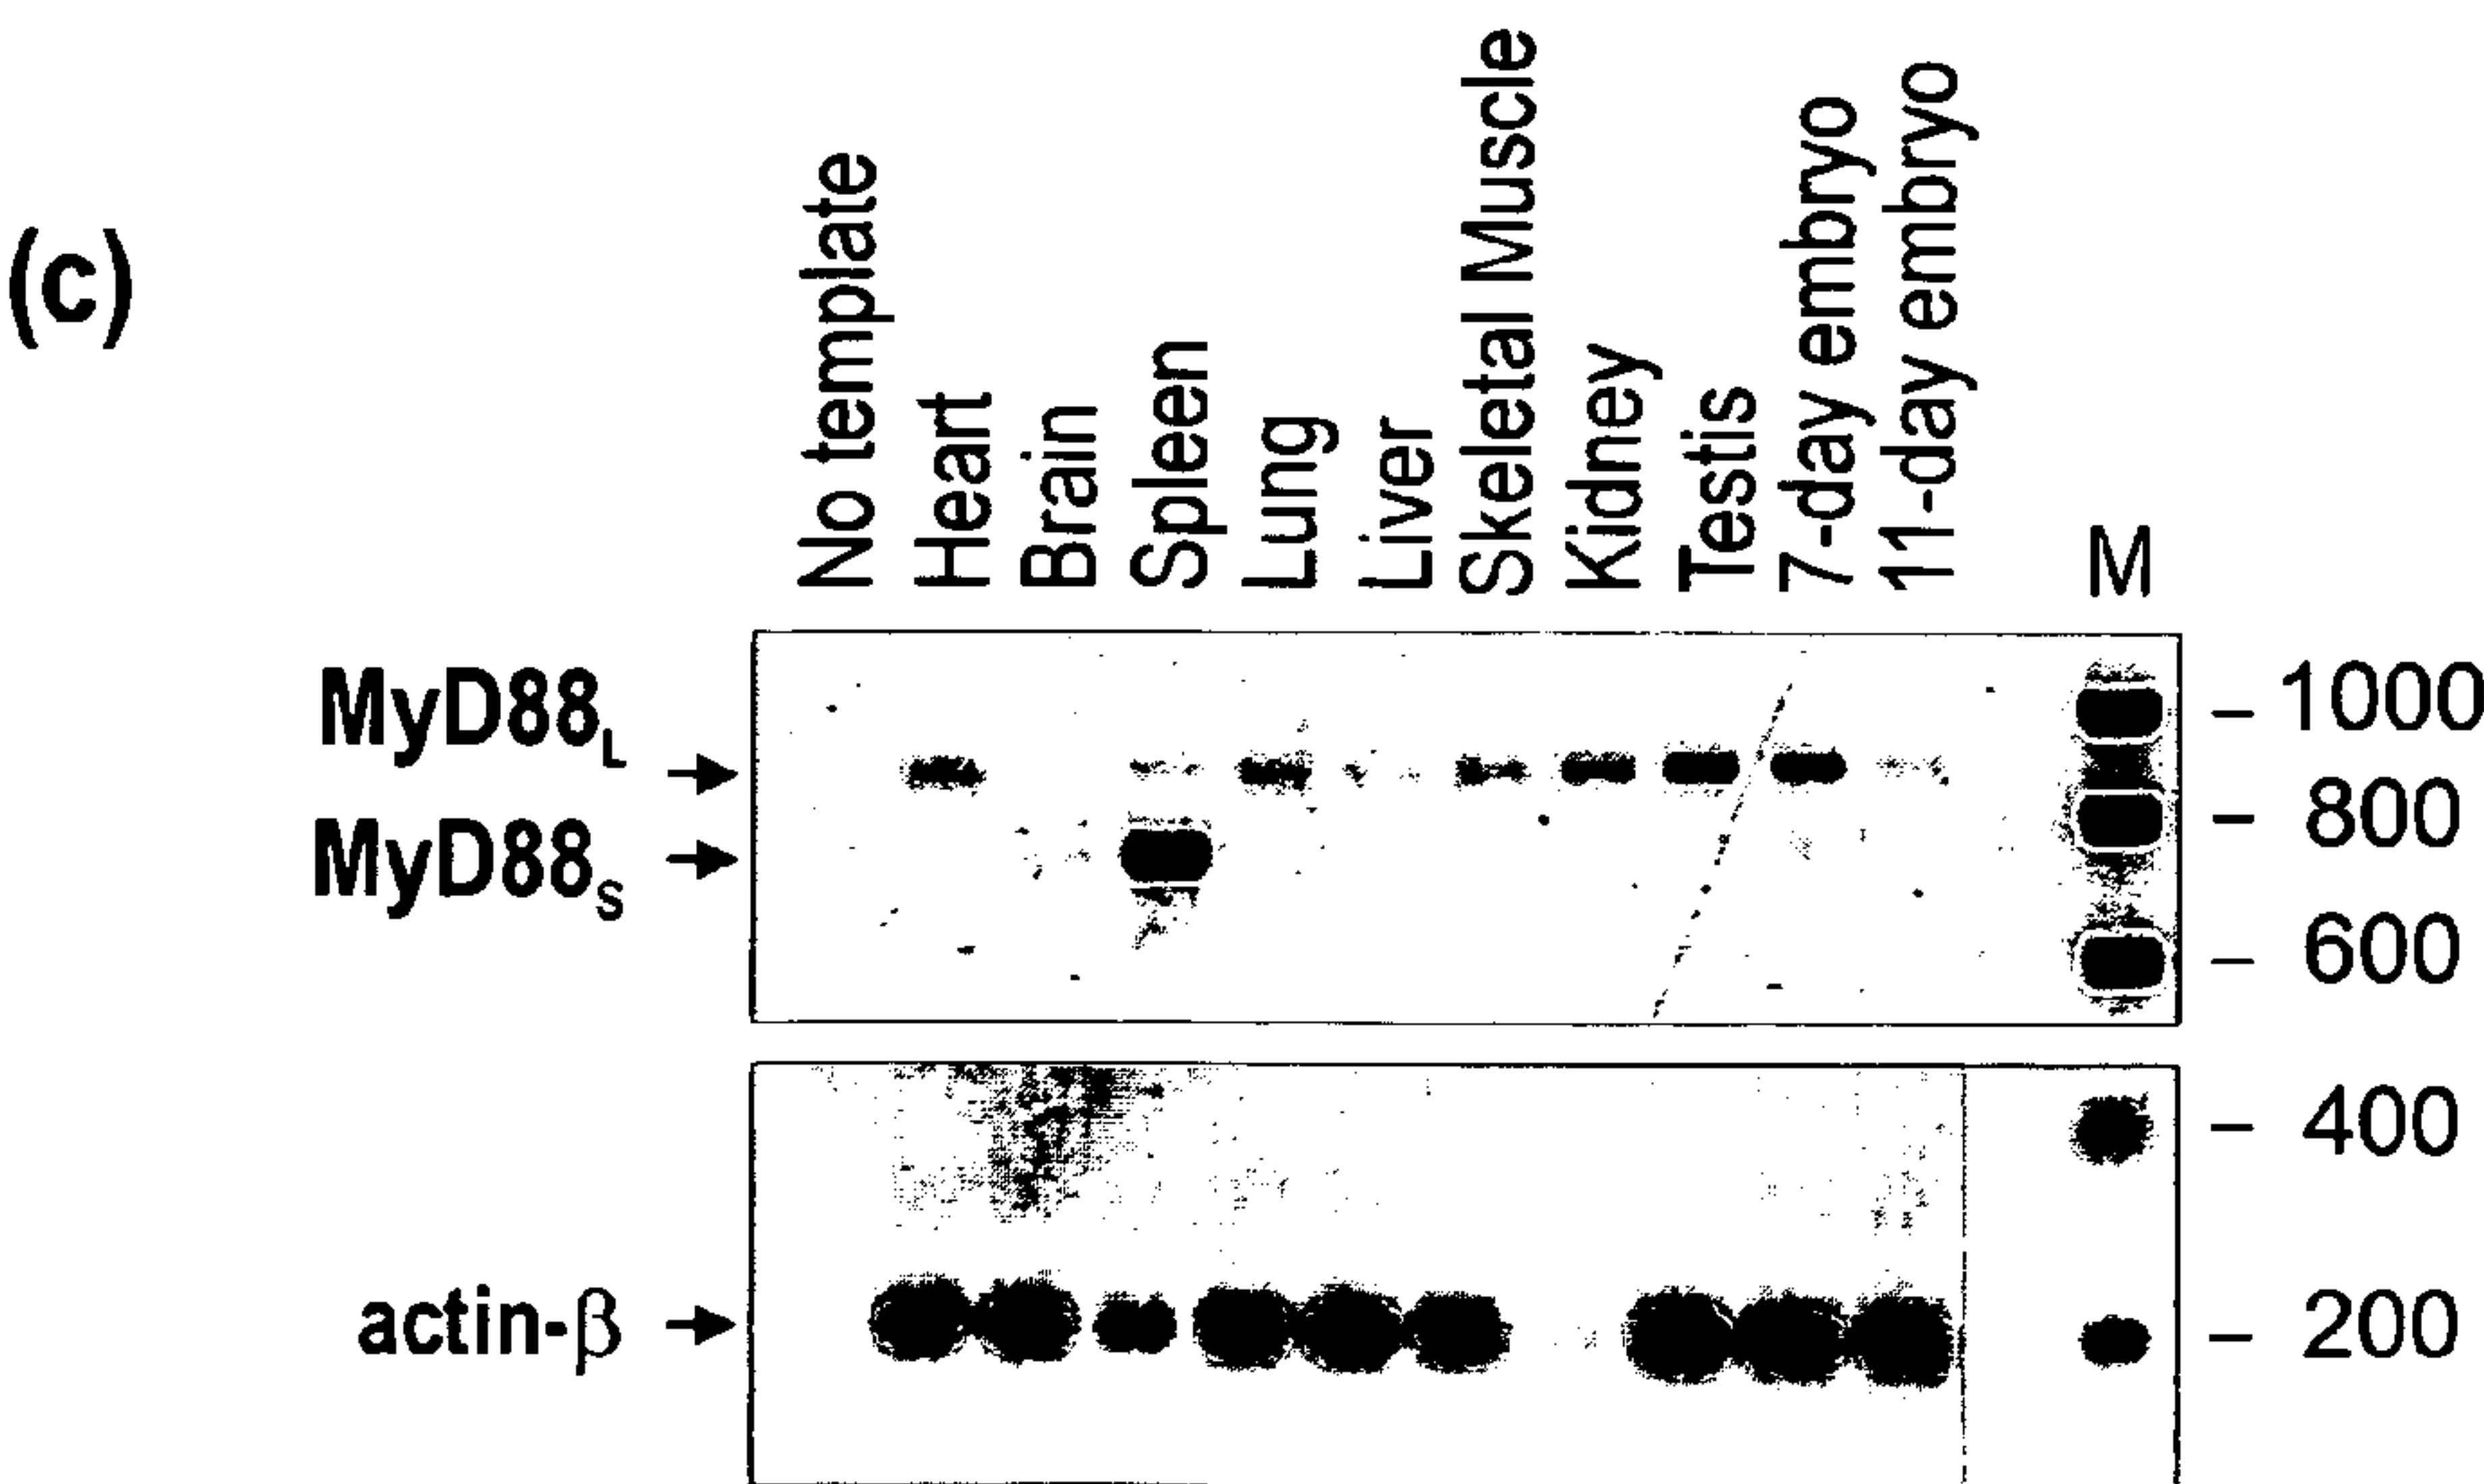 (c)
No template
Heart
Brain
Spleen
Lung
Liver
Skeletal Muscle
Kidney
Testis
7-day embryo
11-day embryo
M
MyD88L
MyD88S
1000
800
600
400
actin-β
200